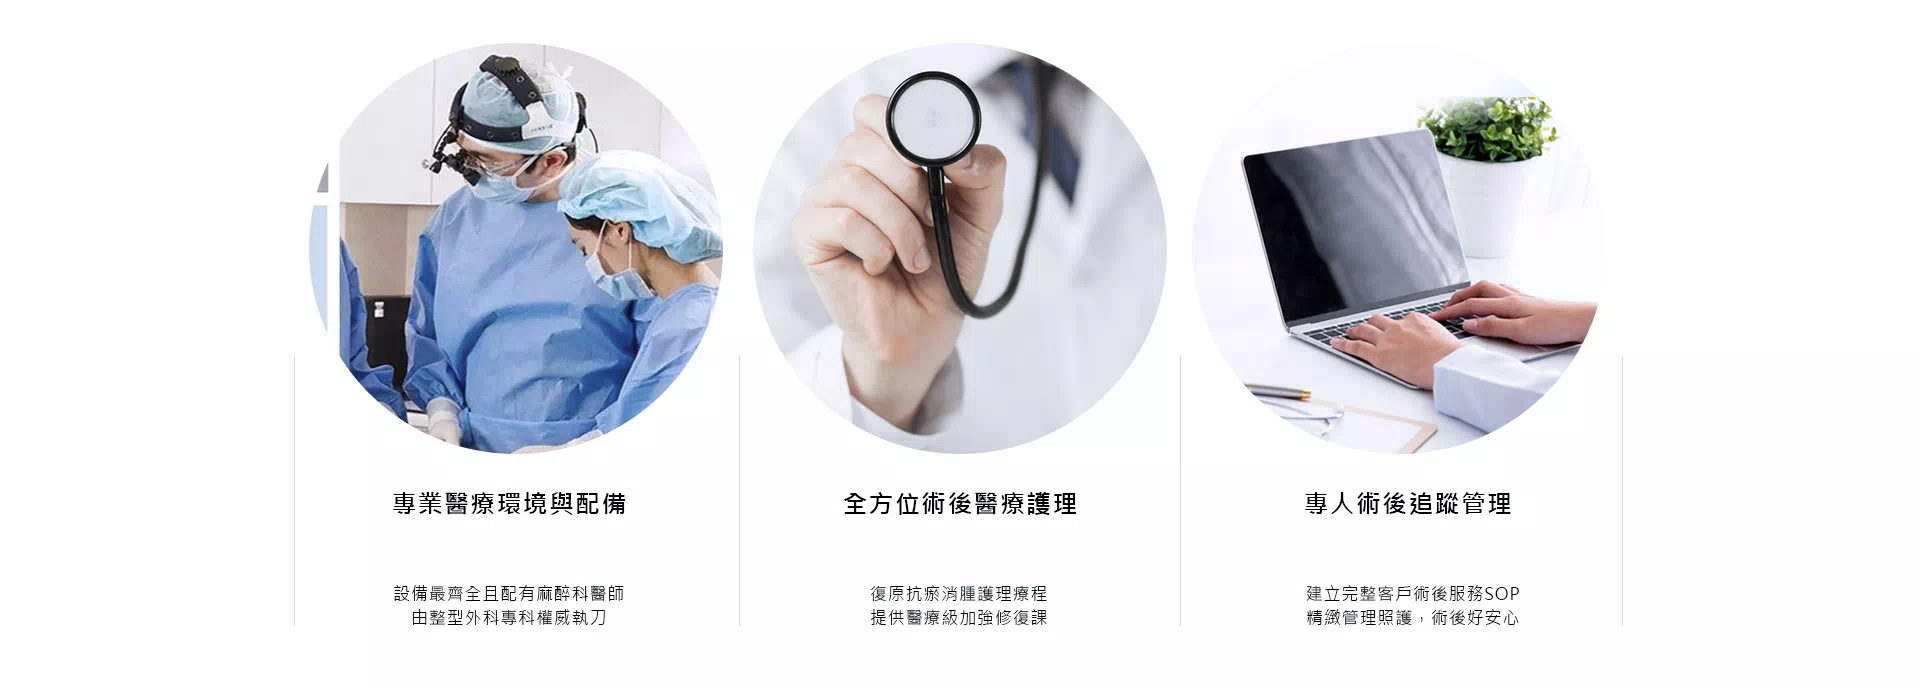 專業醫療環境與配備
設備最齊全且配有麻醉科醫師
由整型外科專科權威執刀
全方位術後醫療護理
復原抗瘀消腫護理療程
提供醫療級加強修復課
專人術後追蹤管理
建立完整客戶術後服務SOP
精緻管理照護，術後好安心